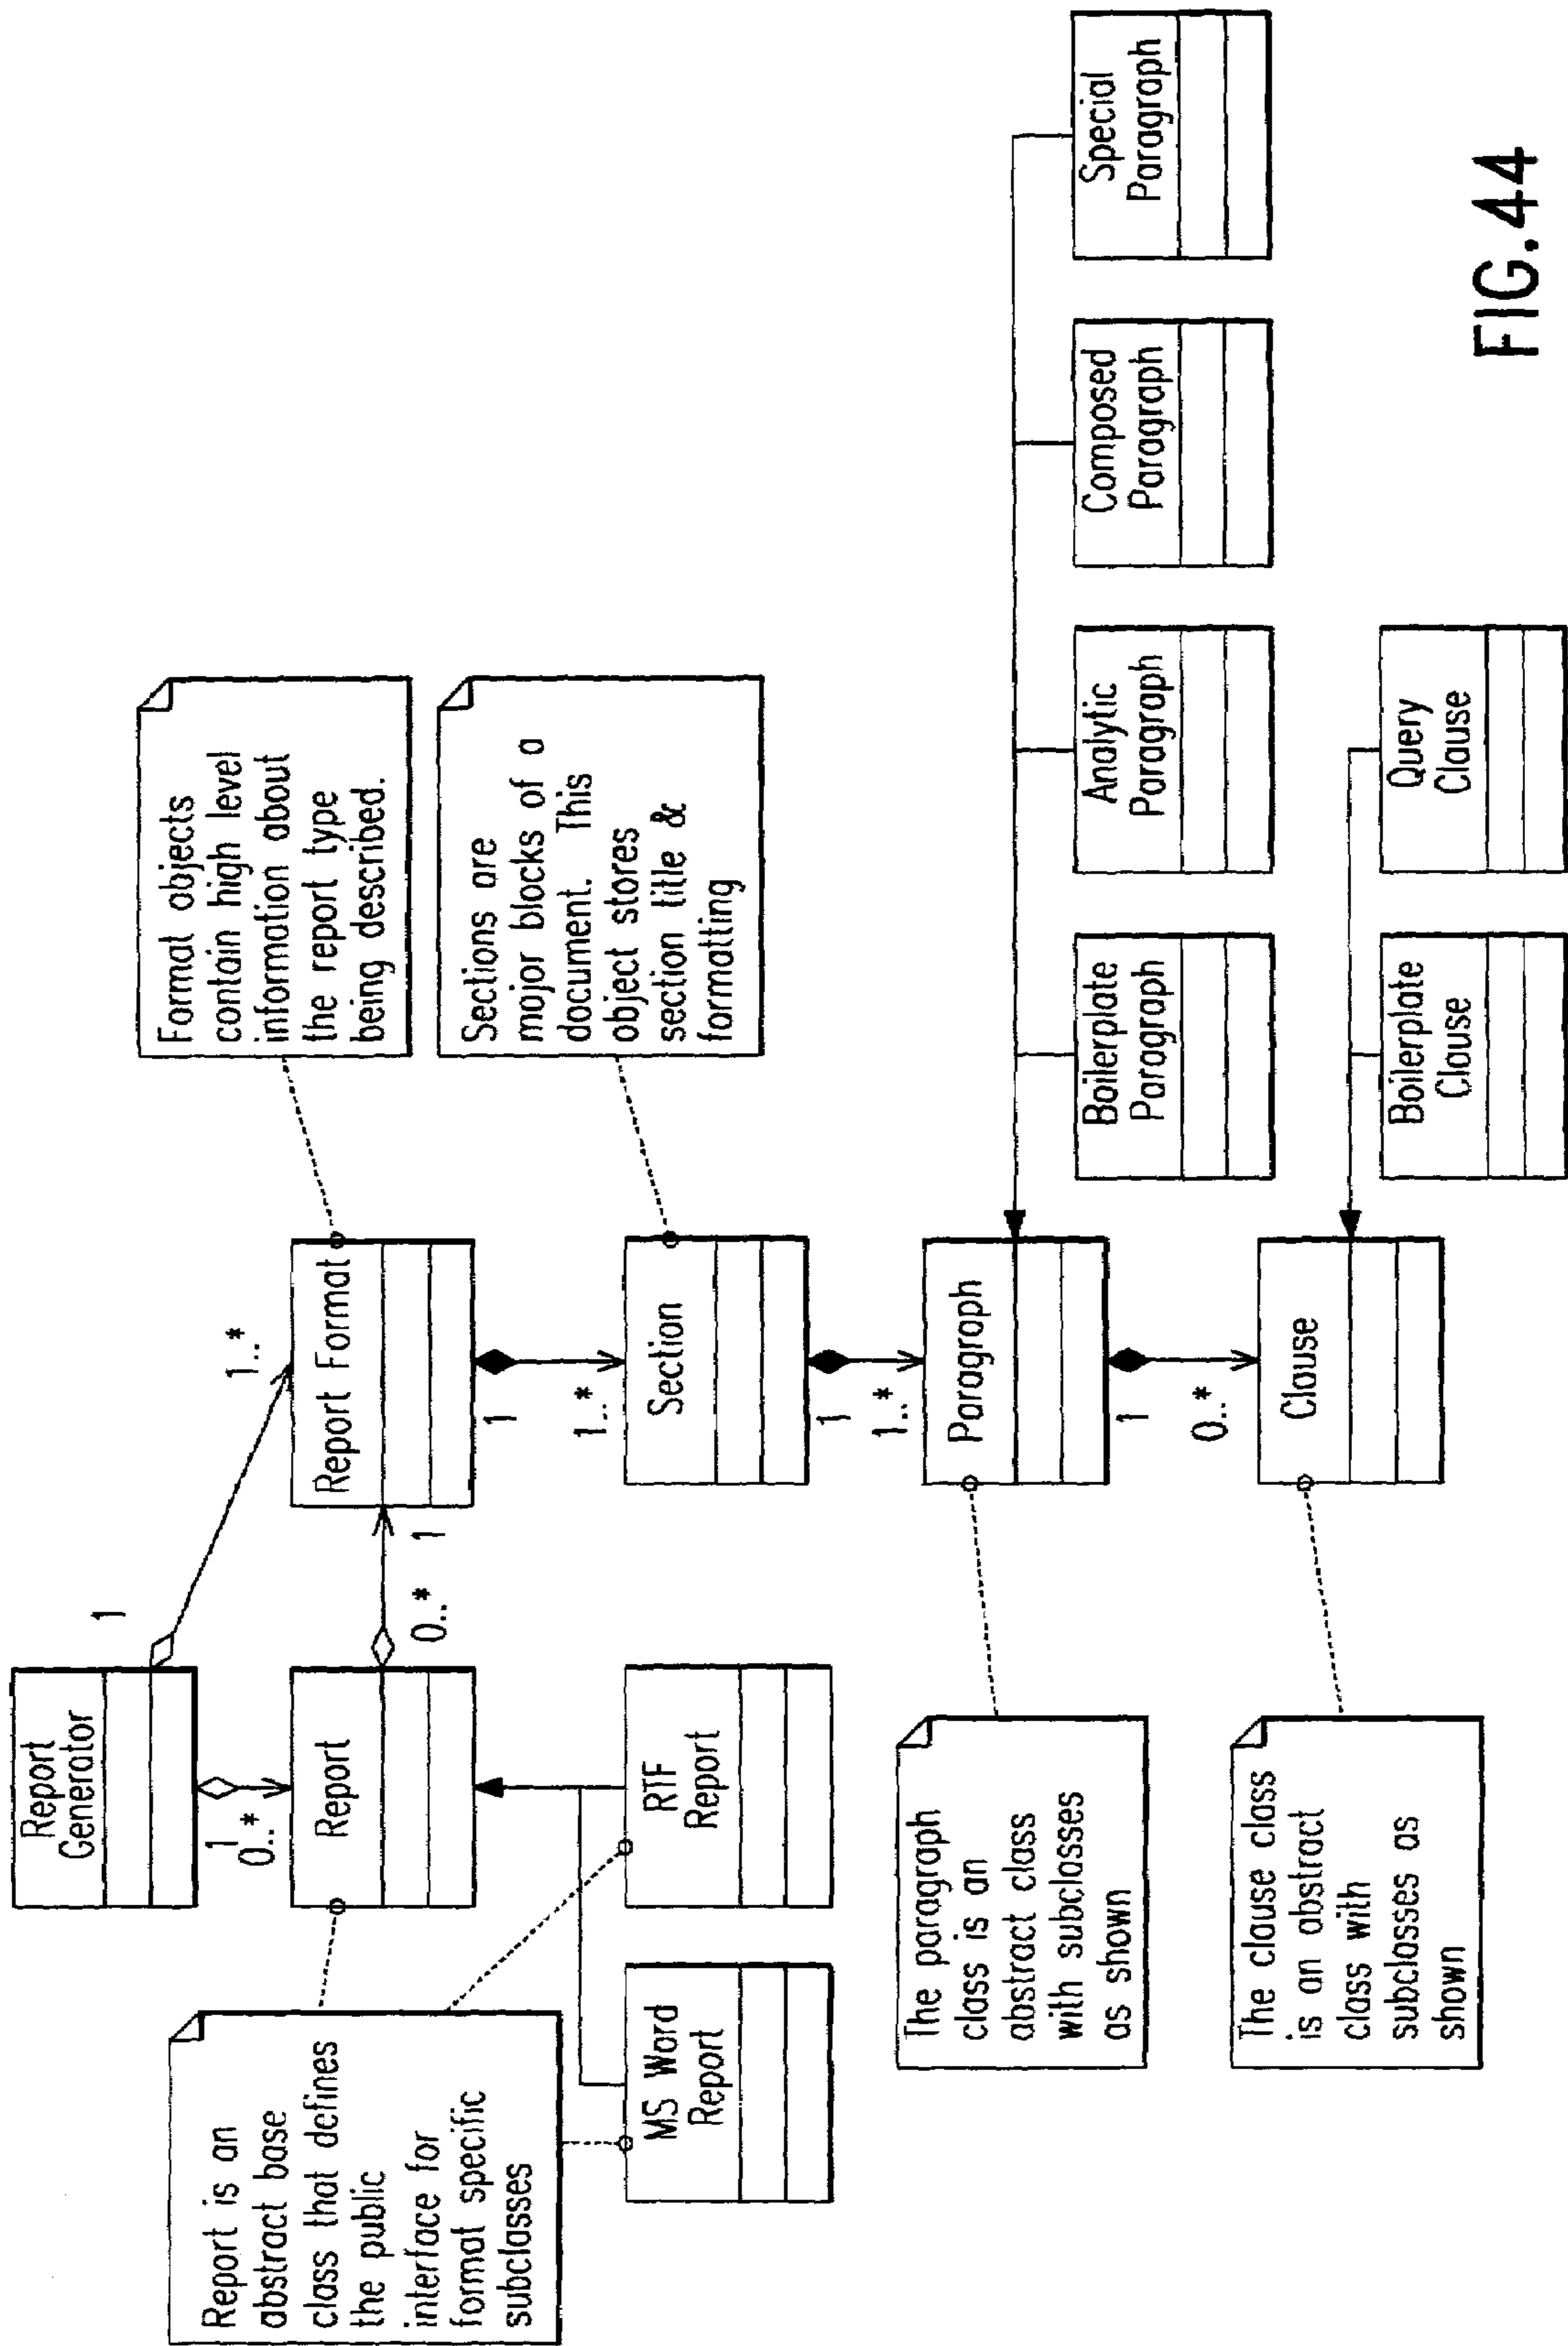 Report
Generator
1
1
0..*
1..*
Report is an
abstract base
class that defines
the public
interface for
format specific
subclasses
Report
0..*
1
Report Format
Format objects
contain high level
information about
the report type
being described.
MS Word
Report
RTF
Report
1
1..*
Section
Sections are
major blocks of a
document. This
object stores
section title &
formatting
1
1..*
The paragraph
class is an
abstract class
with subclasses
as shown
Paragraph
Boilerplate
Paragraph
Analytic
Paragraph
Composed
Paragraph
Special
Paragraph
1
0..*
The clause class
is an abstract
class with
subclasses as
shown
Clause
Boilerplate
Clause
Query
Clause
FIG.44